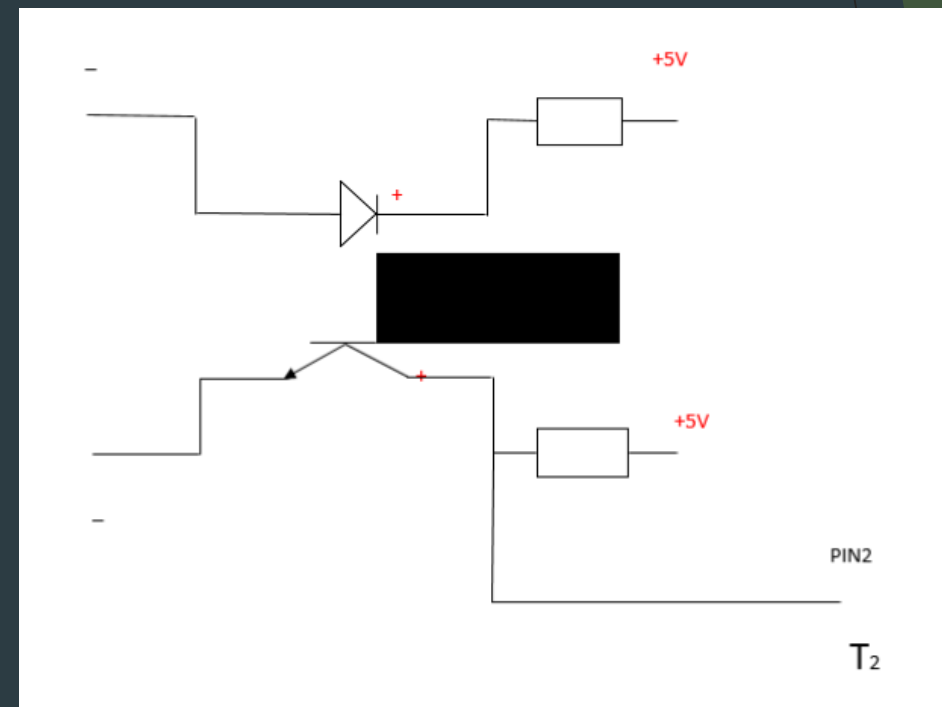 –
+5V
+
+
+5V
–
PIN2
T₂